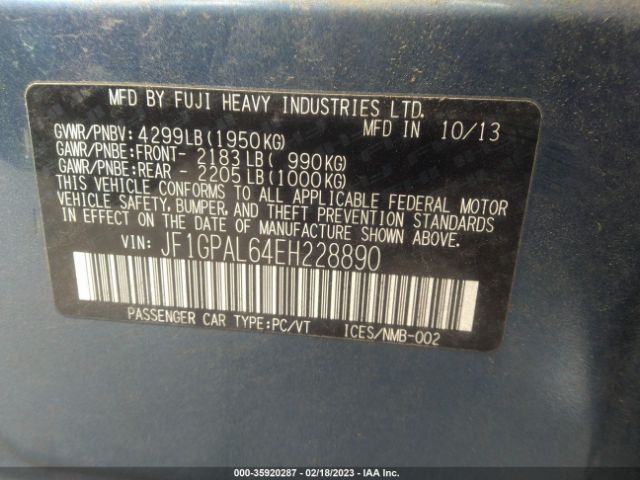 MFD BY FUJI HEAVY INDUSTRIES LTD.
GVWR/PNBV: 4299LB(1950KG) MFD IN 10/13
GAWR/PNBE:FRONT- 2183LB( 990KG)
GAWR/PNBE:REAR - 2205LB(1000KG)
THIS VEHICLE CONFORMS TO ALL APPLICABLE FEDERAL MOTOR
VEHICLE SAFETY, BUMPER, AND THEFT PREVENTION STANDARDS
IN EFFECT ON THE DATE OF MANUFACTURE SHOWN ABOVE.
VIN: JF1GPAL64EH228890
PASSENGER CAR TYPE:PC/VT ICES/NMB-002
000-35920287 - 02/18/2023 - IAA Inc.